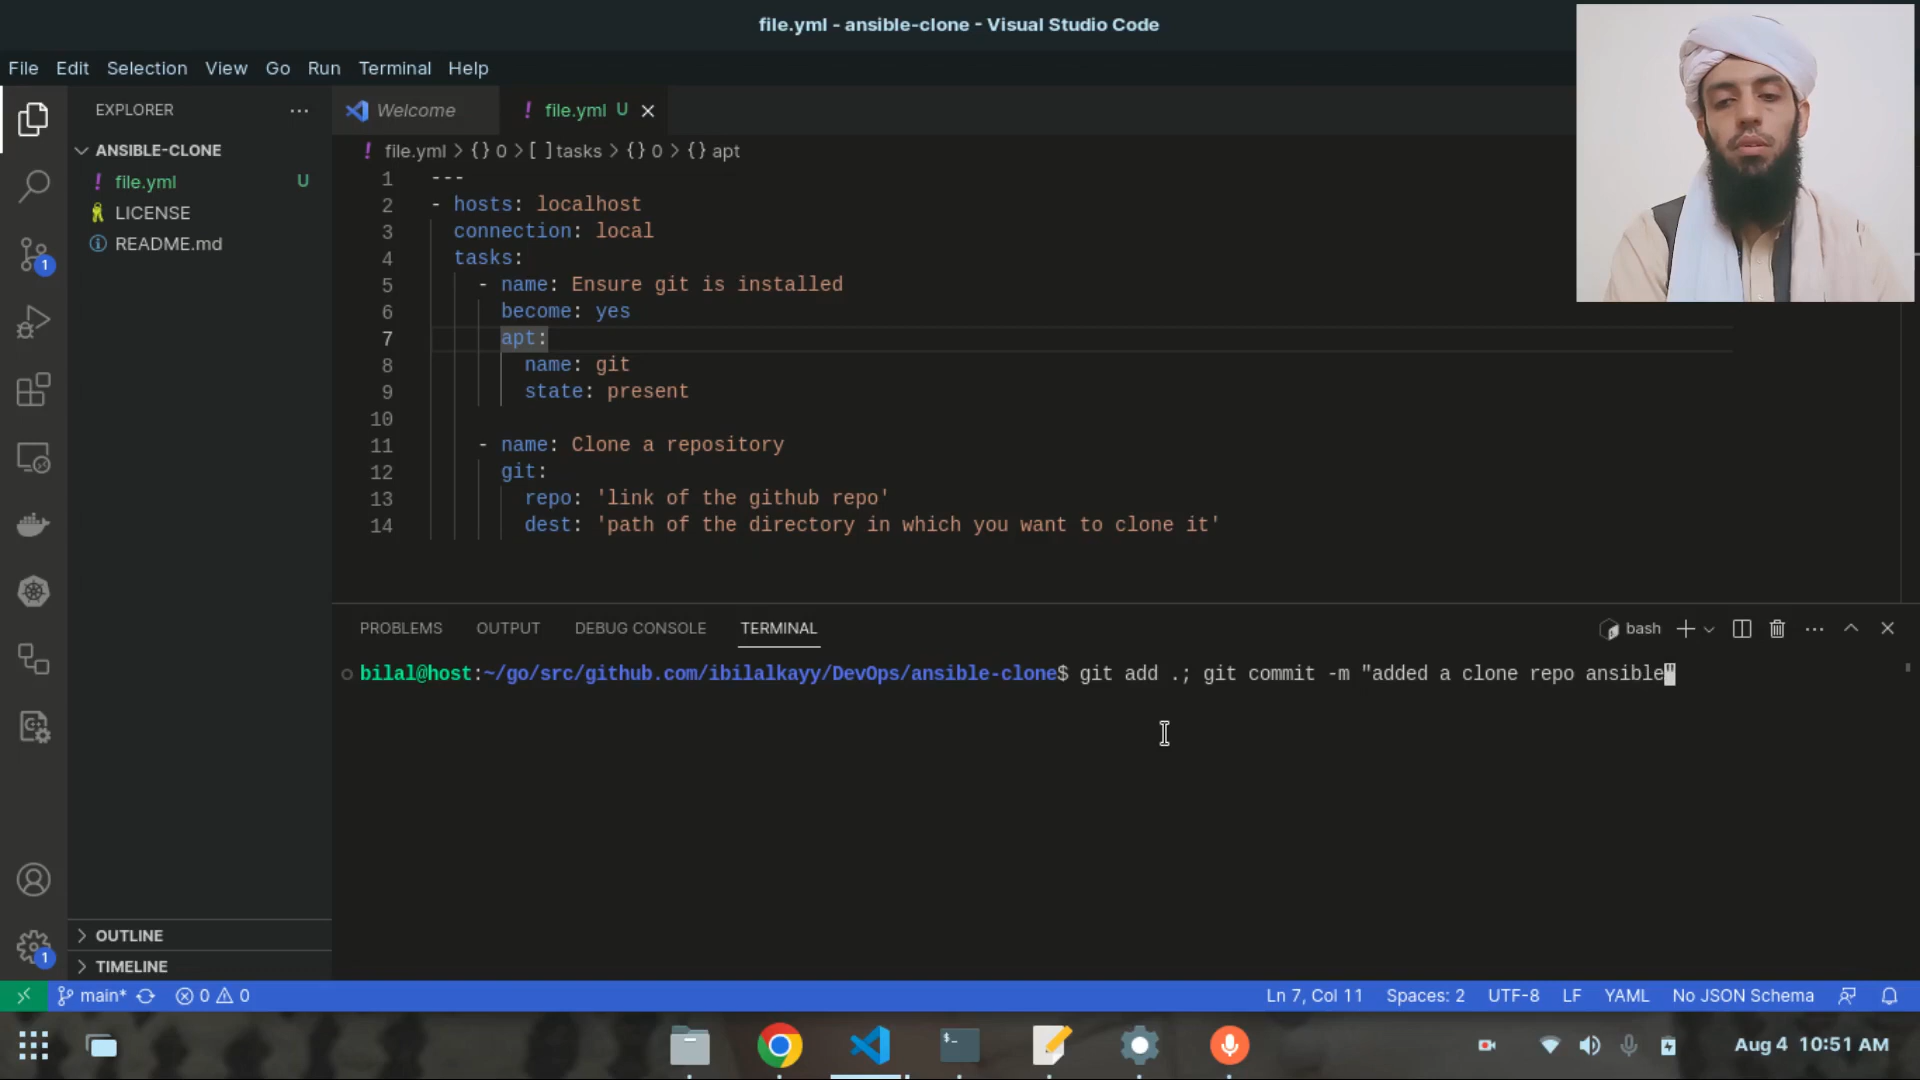 file.yml - ansible-clone - Visual Studio Code
File Edit Selection View Go Run Terminal Help
EXPLORER
Welcome
! file.yml U
ANSIBLE-CLONE
! file.yml U
LICENSE
README.md
! file.yml > {} 0 > [ ] tasks > {} 0 > {} apt
1 ---
2 - hosts: localhost
3 connection: local
4 tasks:
5 - name: Ensure git is installed
6 become: yes
7 apt:
8 name: git
9 state: present
10
11 - name: Clone a repository
12 git:
13 repo: 'link of the github repo'
14 dest: 'path of the directory in which you want to clone it'
1
PROBLEMS OUTPUT DEBUG CONSOLE TERMINAL
bash
bilal@host:~/go/src/github.com/ibilalkayy/DevOps/ansible-clone$ git add .; git commit -m "added a clone repo ansible"
OUTLINE
1
TIMELINE
main* 0 0
Ln 7, Col 11 Spaces: 2 UTF-8 LF YAML No JSON Schema
$_
Aug 4 10:51 AM